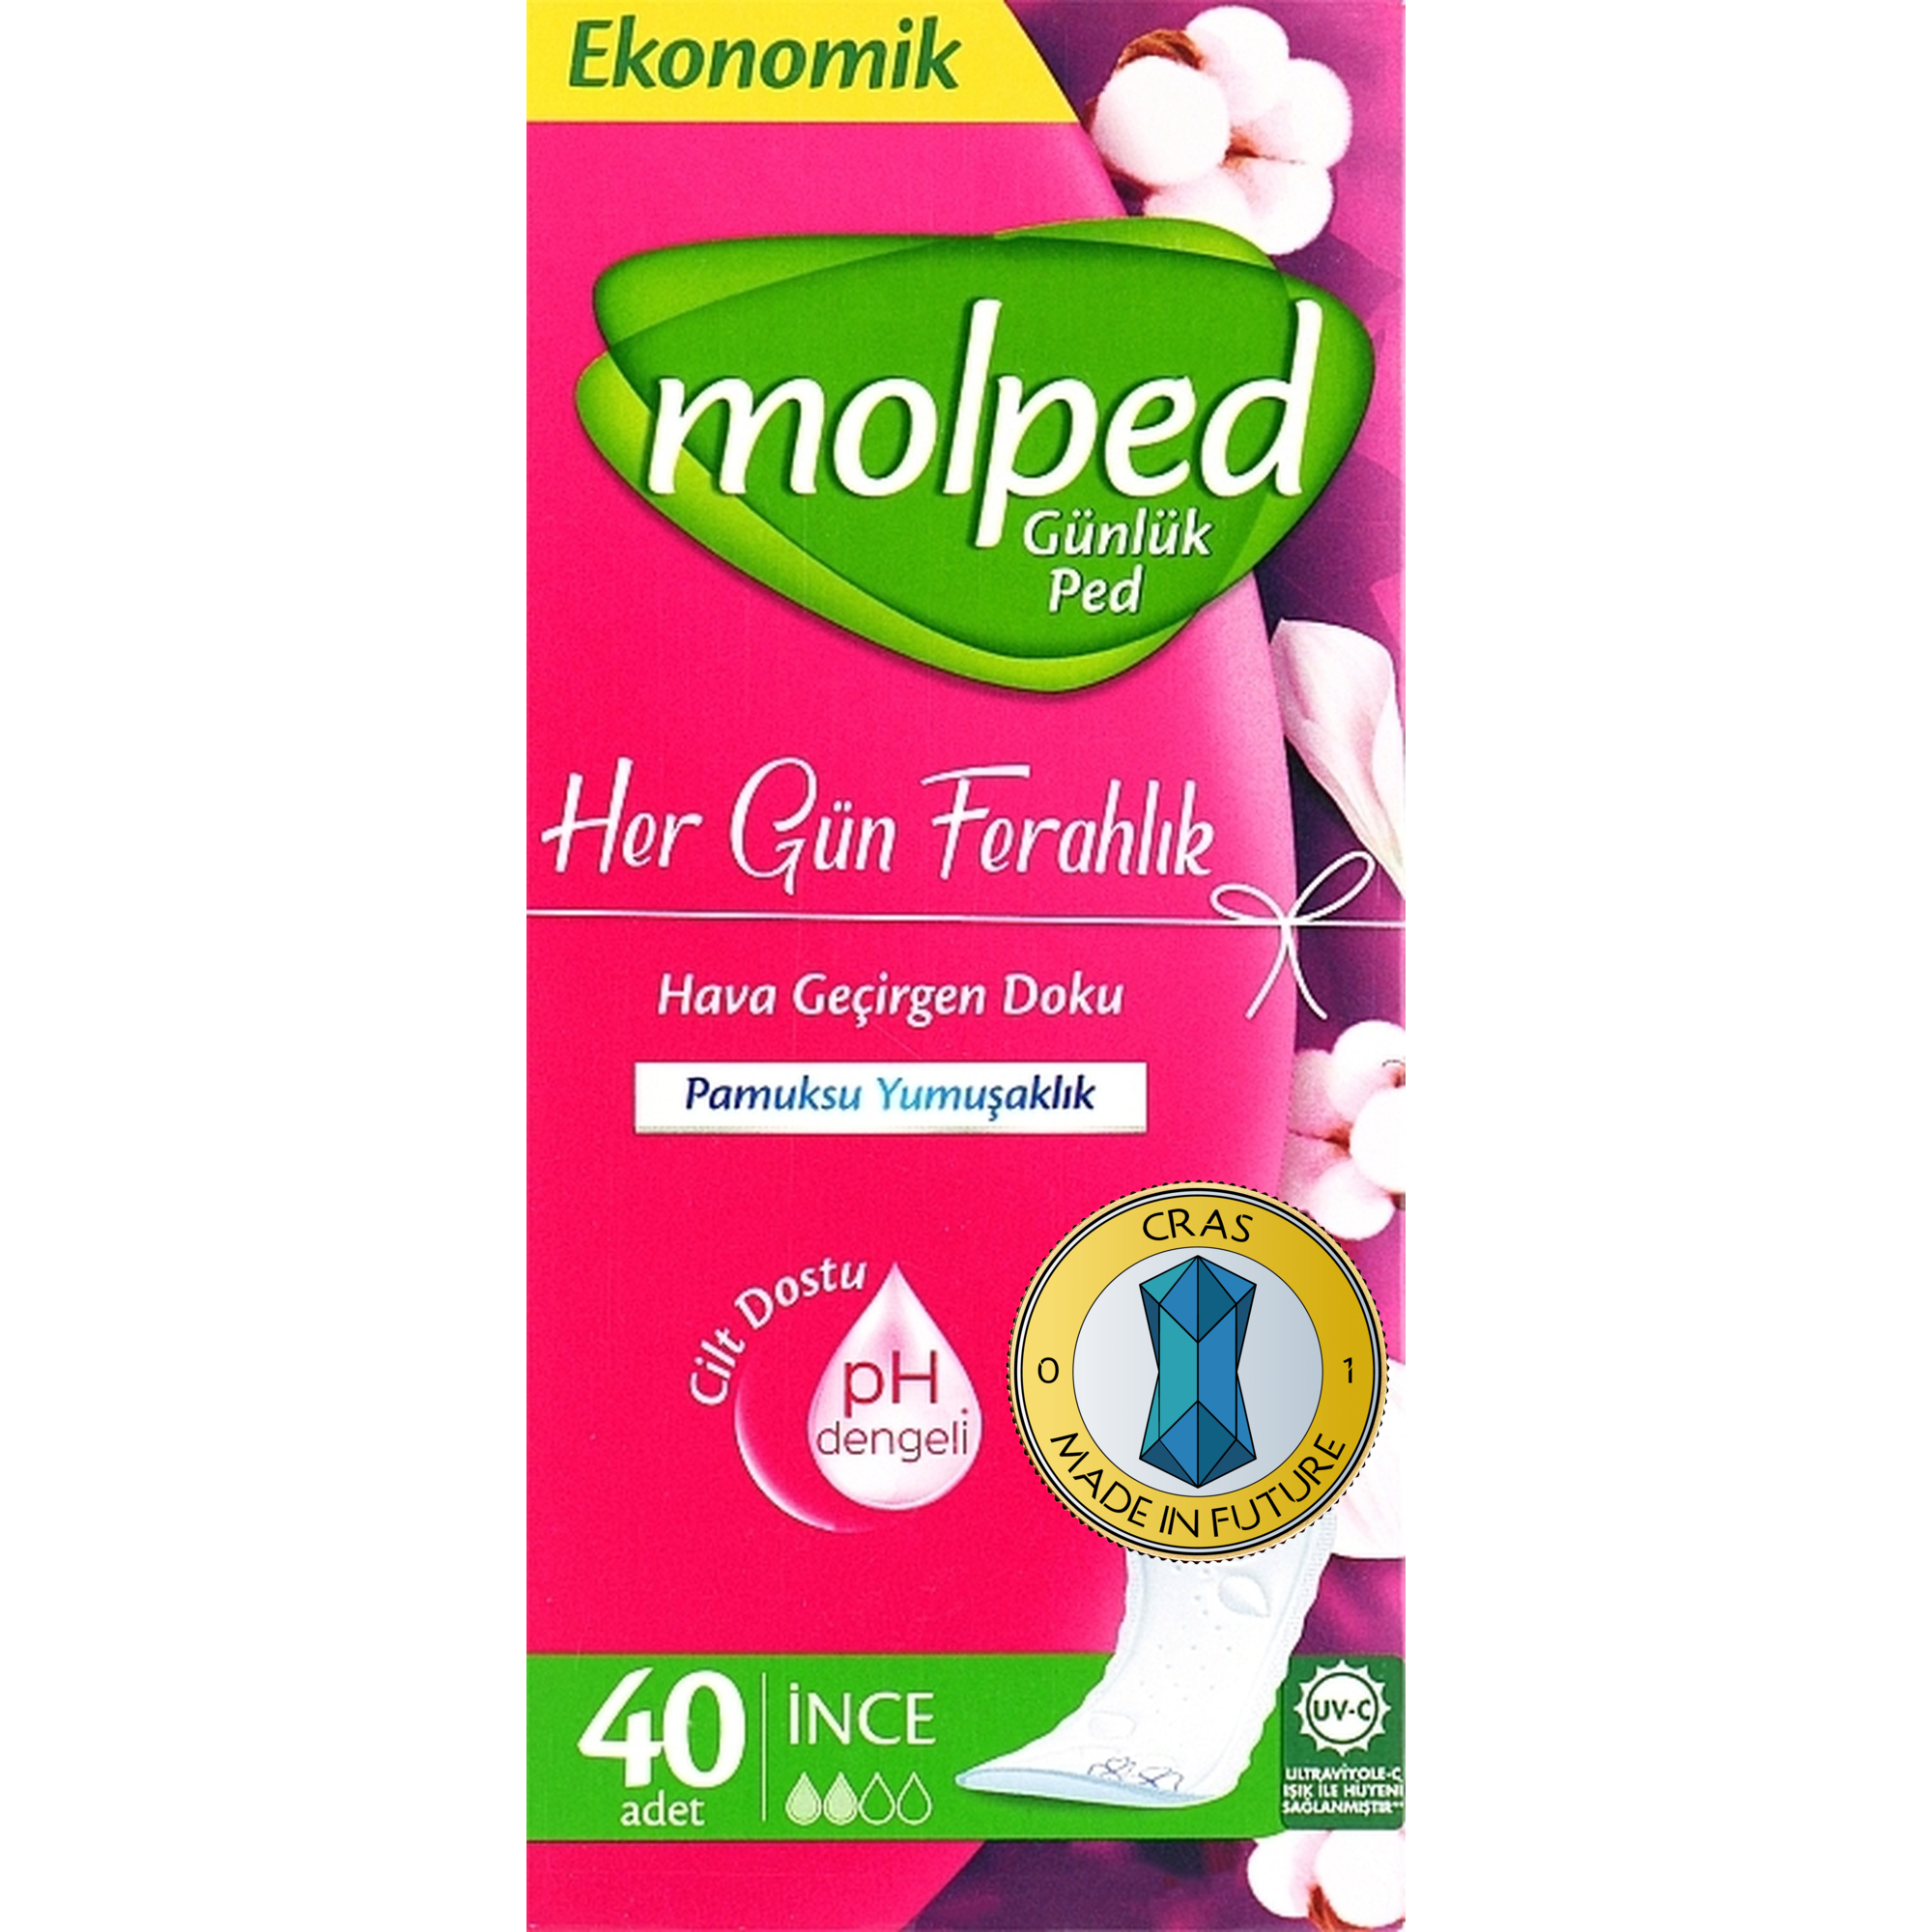 Ekonomik
molped
Günlük
Ped
Her Gün Ferahlık
Hava Geçirgen Doku
Pamuksu Yumuşaklık
Cilt Dostu
pH
dengeli
CRAS
0 1
MADE IN FUTURE
40
adet
İNCE
UV-C
ULTRAVİYOLE-C
IŞIK İLE HİJYENİ
SAĞLANMIŞTIR